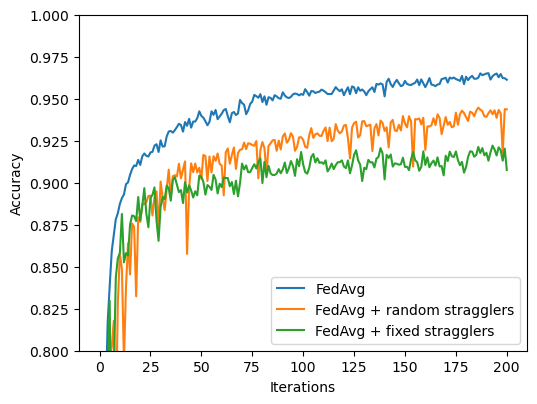 1.000
0.975
0.950
0.925
0.900
0.875
0.850
0.825
0.800
Accuracy
FedAvg
FedAvg + random stragglers
FedAvg + fixed stragglers
0 25 50 75 100 125 150 175 200
Iterations